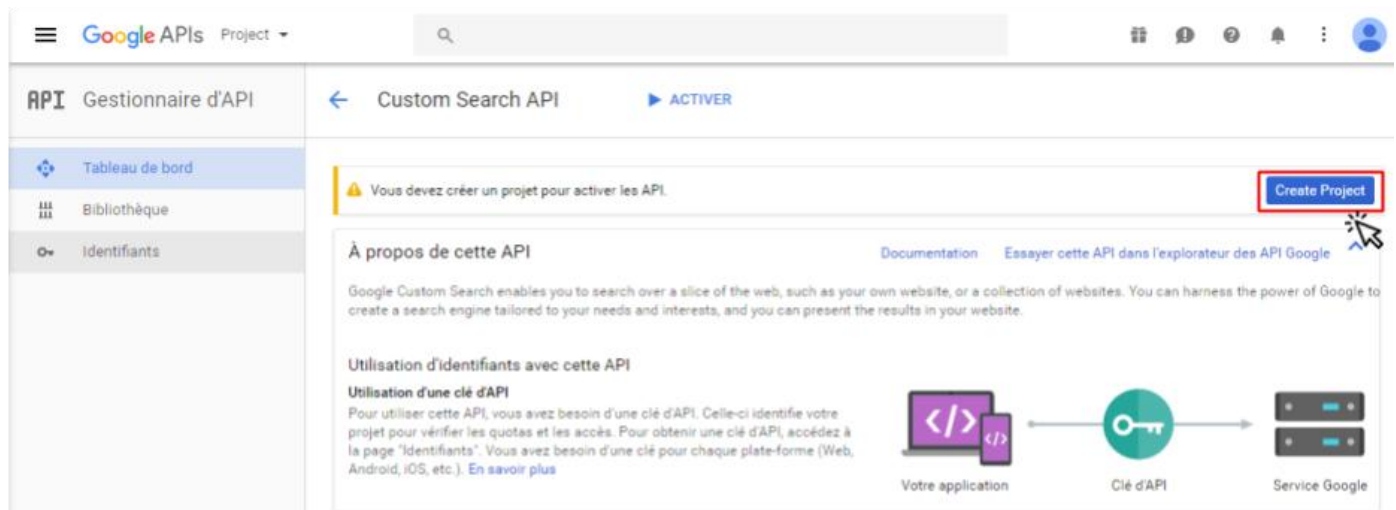 Google APIs Project
API Gestionnaire d'API
Custom Search API
ACTIVER
Tableau de bord
Bibliothèque
Identifiants
Vous devez créer un projet pour activer les API.
Create Project
À propos de cette API
Documentation
Essayer cette API dans l'explorateur des API Google
Google Custom Search enables you to search over a slice of the web, such as your own website, or a collection of websites. You can harness the power of Google to
create a search engine tailored to your needs and interests, and you can present the results in your website.
Utilisation d'identifiants avec cette API
Utilisation d'une clé d'API
Pour utiliser cette API, vous avez besoin d'une clé d'API. Celle-ci identifie votre
projet pour vérifier les quotas et les accès. Pour obtenir une clé d'API, accédez à
la page "Identifiants". Vous avez besoin d'une clé pour chaque plate-forme (Web,
Android, iOS, etc.). En savoir plus
</>
</>
Votre application
Clé d'API
Service Google